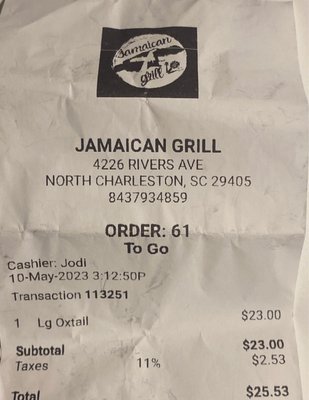 Jamaican
grill
JAMAICAN GRILL
4226 RIVERS AVE
NORTH CHARLESTON, SC 29405
8437934859
ORDER: 61
To Go
Cashier: Jodi
10-May-2023 3:12:50P
Transaction 113251
1 Lg Oxtail $23.00
Subtotal $23.00
Taxes 11% $2.53
Total $25.53